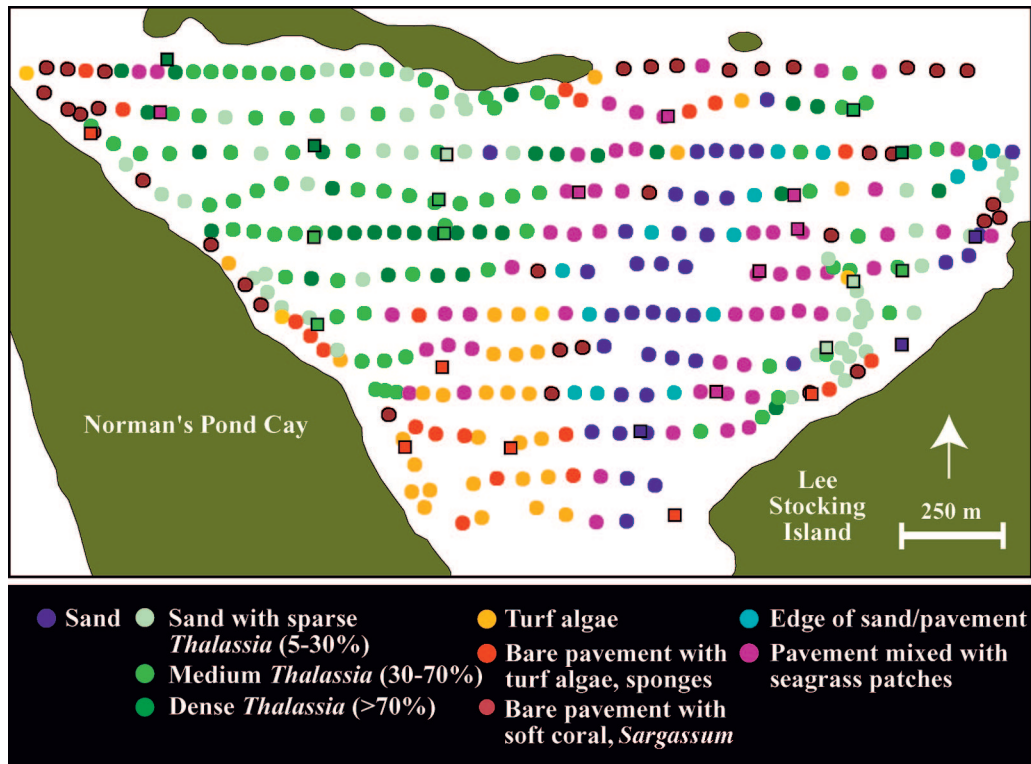 Norman's Pond Cay
Lee
Stocking
Island
250 m
Sand
Sand with sparse
Thalassia (5-30%)
Medium Thalassia (30-70%)
Dense Thalassia (>70%)
Turf algae
Bare pavement with
turf algae, sponges
Bare pavement with
soft coral, Sargassum
Edge of sand/pavement
Pavement mixed with
seagrass patches